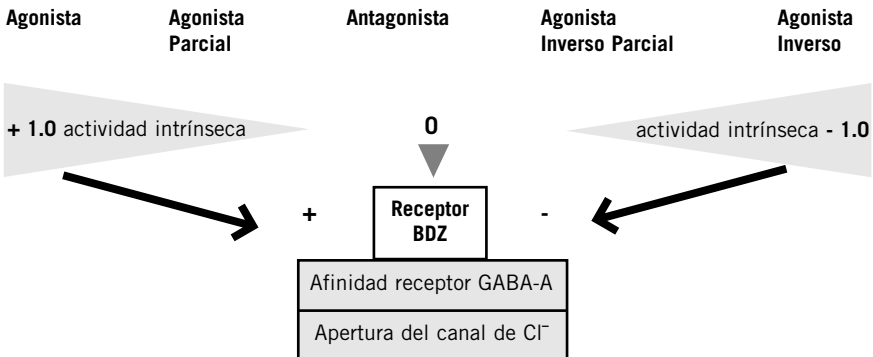 Agonista
Agonista
Parcial
Antagonista
Agonista
Inverso Parcial
Agonista
Inverso
+ 1.0 actividad intrínseca
0
actividad intrínseca - 1.0
+
Receptor
BDZ
-
Afinidad receptor GABA-A
Apertura del canal de Cl⁻